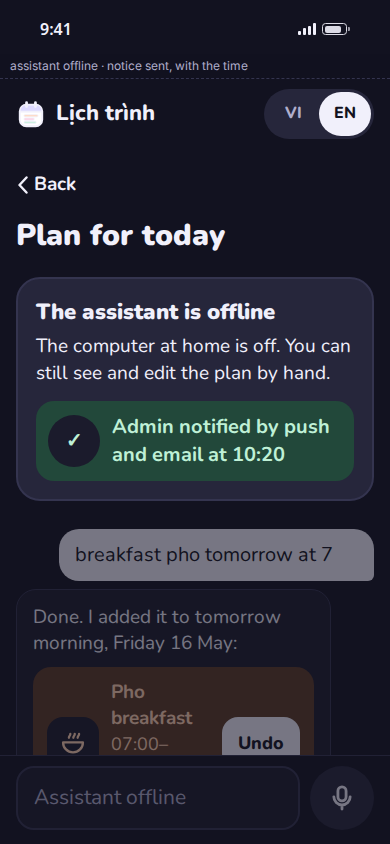 9:41
assistant offline · notice sent, with the time
Lịch trình
VI
EN
Back
Plan for today
The assistant is offline
The computer at home is off. You can
still see and edit the plan by hand.
✓
Admin notified by push
and email at 10:20
breakfast pho tomorrow at 7
Done. I added it to tomorrow
morning, Friday 16 May:
Pho
breakfast
07:00–
Undo
Assistant offline